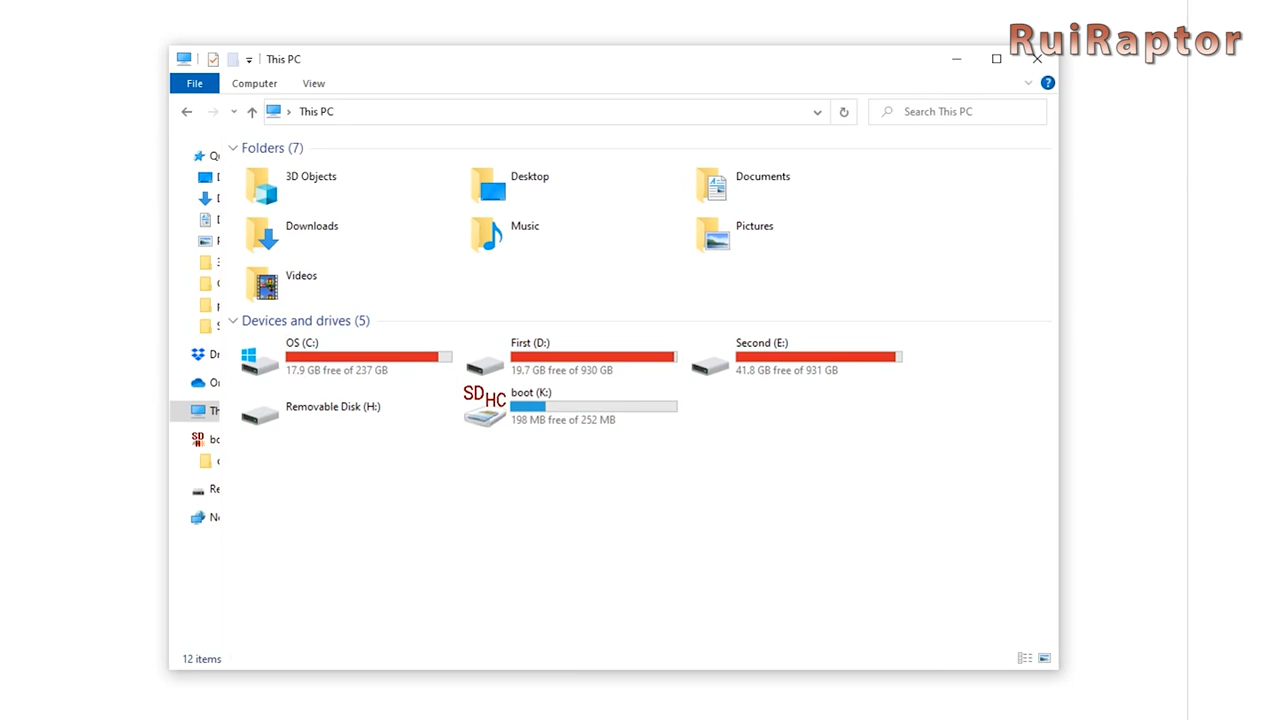 RuiRaptor
This PC
File Computer View
This PC
Search This PC
Folders (7)
3D Objects
Desktop
Documents
Downloads
Music
Pictures
Videos
Devices and drives (5)
OS (C:)
17.9 GB free of 237 GB
First (D:)
19.7 GB free of 930 GB
Second (E:)
41.8 GB free of 931 GB
Removable Disk (H:)
SD HC
boot (K:)
198 MB free of 252 MB
12 items